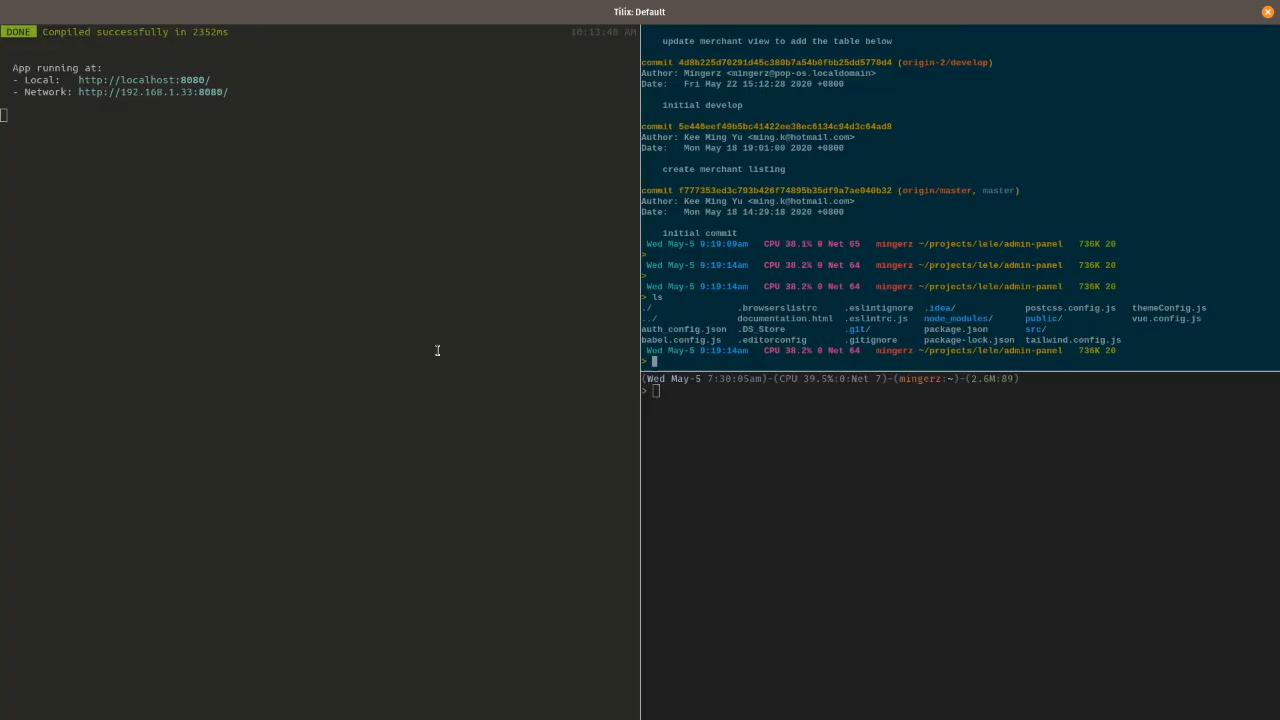 Tilix: Default
DONE Compiled successfully in 2352ms 10:13:48 AM
App running at:
- Local: http://localhost:8080/
- Network: http://192.168.1.33:8080/
update merchant view to add the table below
commit 4d8b225d70291d45c380b7a54b0fbb25dd5770d4 (origin-2/develop)
Author: Mingerz <mingerz@pop-os.localdomain>
Date: Fri May 22 15:12:28 2020 +0800
initial develop
commit 5e446eef49b5bc41422ee38ec6134c94d3c64ad8
Author: Kee Ming Yu <ming.k@hotmail.com>
Date: Mon May 18 19:01:00 2020 +0800
create merchant listing
commit f777353ed3c793b426f74895b35df9a7ae040b32 (origin/master, master)
Author: Kee Ming Yu <ming.k@hotmail.com>
Date: Mon May 18 14:29:18 2020 +0800
initial commit
Wed May-5 9:19:09am CPU 38.1% 0 Net 65 mingerz ~/projects/lele/admin-panel 736K 20
>
Wed May-5 9:19:14am CPU 38.2% 0 Net 64 mingerz ~/projects/lele/admin-panel 736K 20
>
Wed May-5 9:19:14am CPU 38.2% 0 Net 64 mingerz ~/projects/lele/admin-panel 736K 20
> ls
./ .browserslistrc .eslintignore .idea/ postcss.config.js themeConfig.js
../ documentation.html .eslintrc.js node_modules/ public/ vue.config.js
auth_config.json .DS_Store .git/ package.json src/
babel.config.js .editorconfig .gitignore package-lock.json tailwind.config.js
Wed May-5 9:19:14am CPU 38.2% 0 Net 64 mingerz ~/projects/lele/admin-panel 736K 20
>
(Wed May-5 7:30:05am)-(CPU 39.5%:0:Net 7)-(mingerz:~)-(2.6M:89)
>